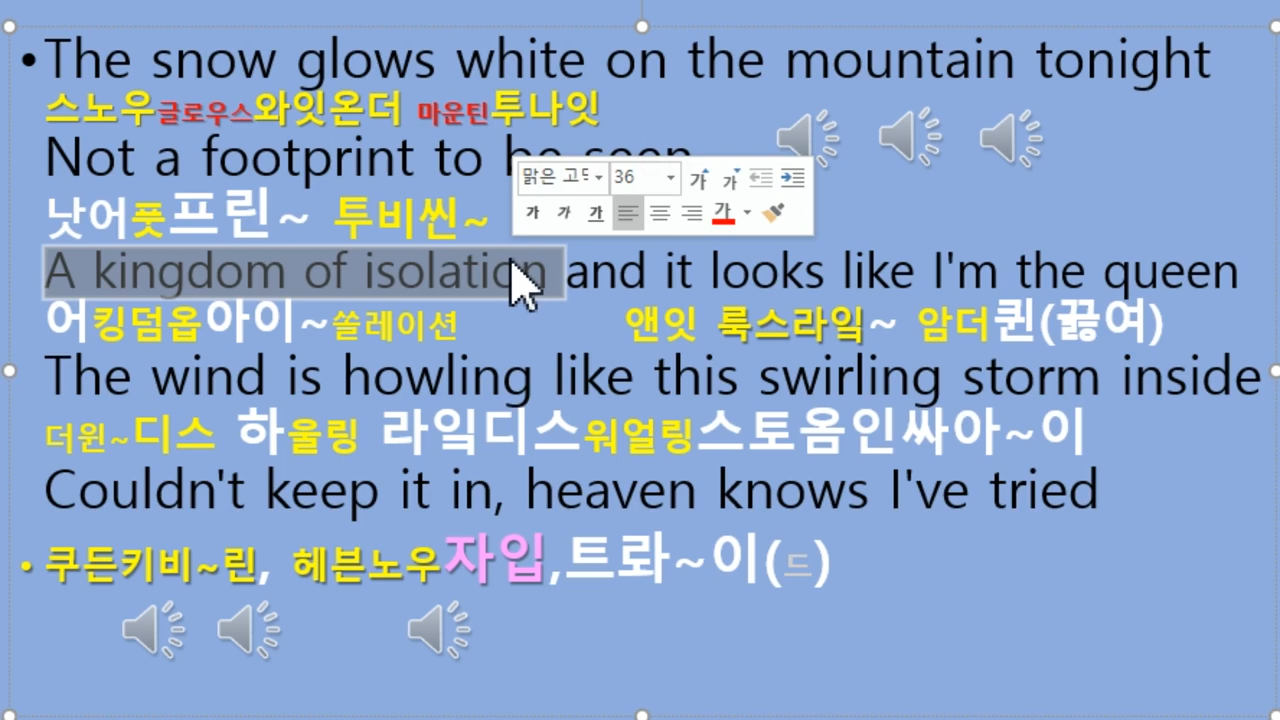 • The snow glows white on the mountain tonight
스노우글로우스와잇온더 마운틴투나잇
Not a footprint to be seen
맑은 고딕 36 가 가
낫어풋프린~ 투비씬~
가 가 가 가
A kingdom of isolation and it looks like I'm the queen
어킹덤옵아이~쏠레이션 앤잇 룩스라잌~ 암더퀸(끓여)
The wind is howling like this swirling storm inside
더윈~디스 하울링 라잌디스워얼링스토옴인싸아~이
Couldn't keep it in, heaven knows I've tried
• 쿠든키비~린, 헤븐노우자입,트롸~이(드)